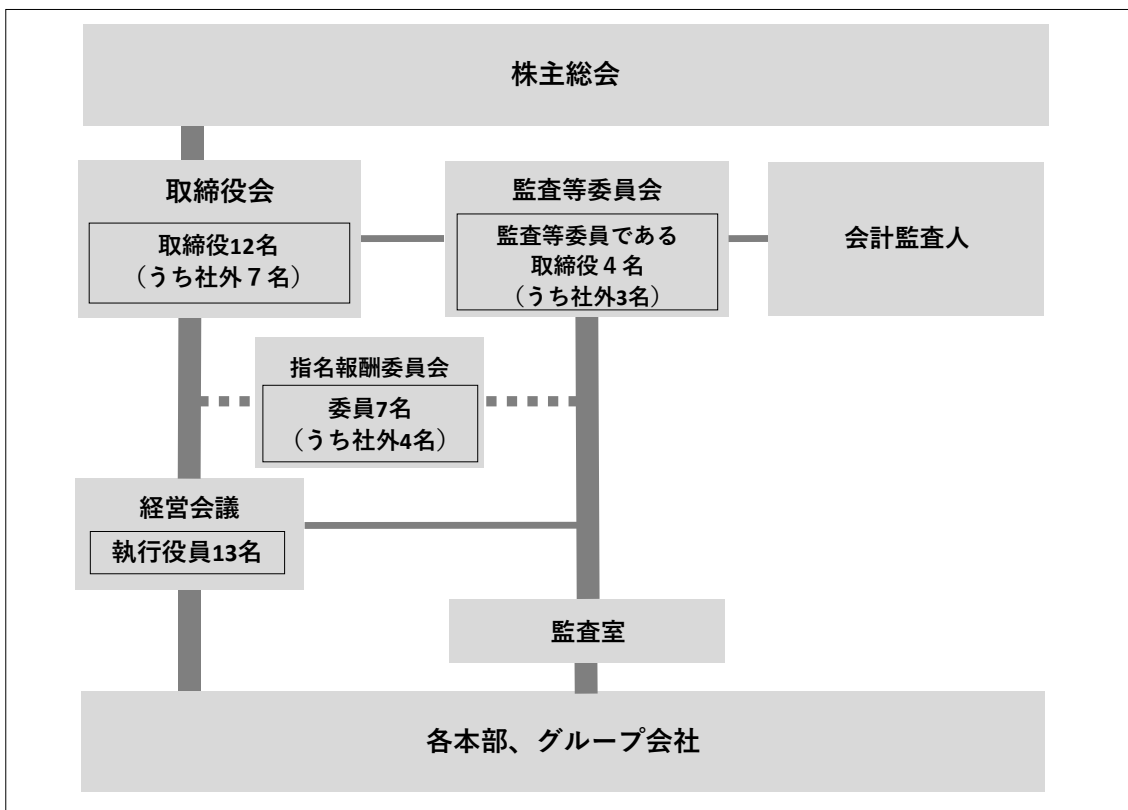 株主総会
取締役会
取締役12名
（うち社外７名）
監査等委員会
監査等委員である
取締役４名
（うち社外3名）
会計監査人
指名報酬委員会
委員7名
（うち社外4名）
経営会議
執行役員13名
監査室
各本部、グループ会社